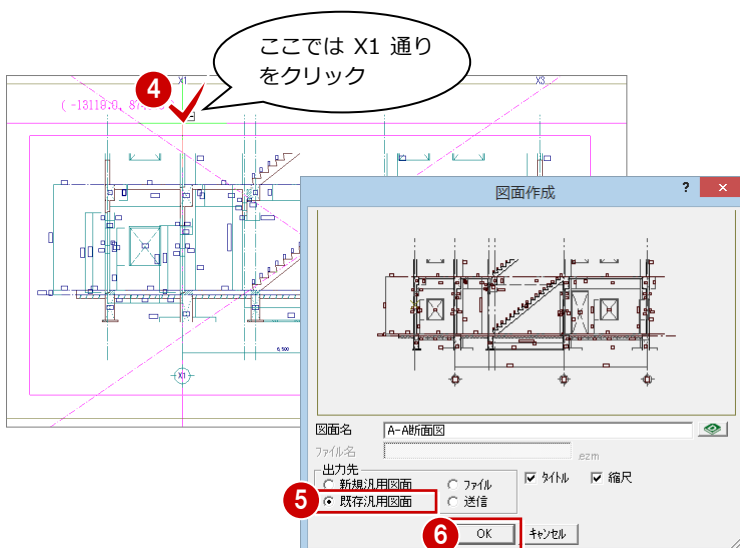 ここでは X1 通り
をクリック
X1
X3
4
(-13119.0, 87
6,500
X1
図面作成
?
×
図面名
A-A断面図
ファイル名
.ezm
出力先
新規汎用図面
ファイル
タイトル
縮尺
5
既存汎用図面
送信
6
OK
キャンセル